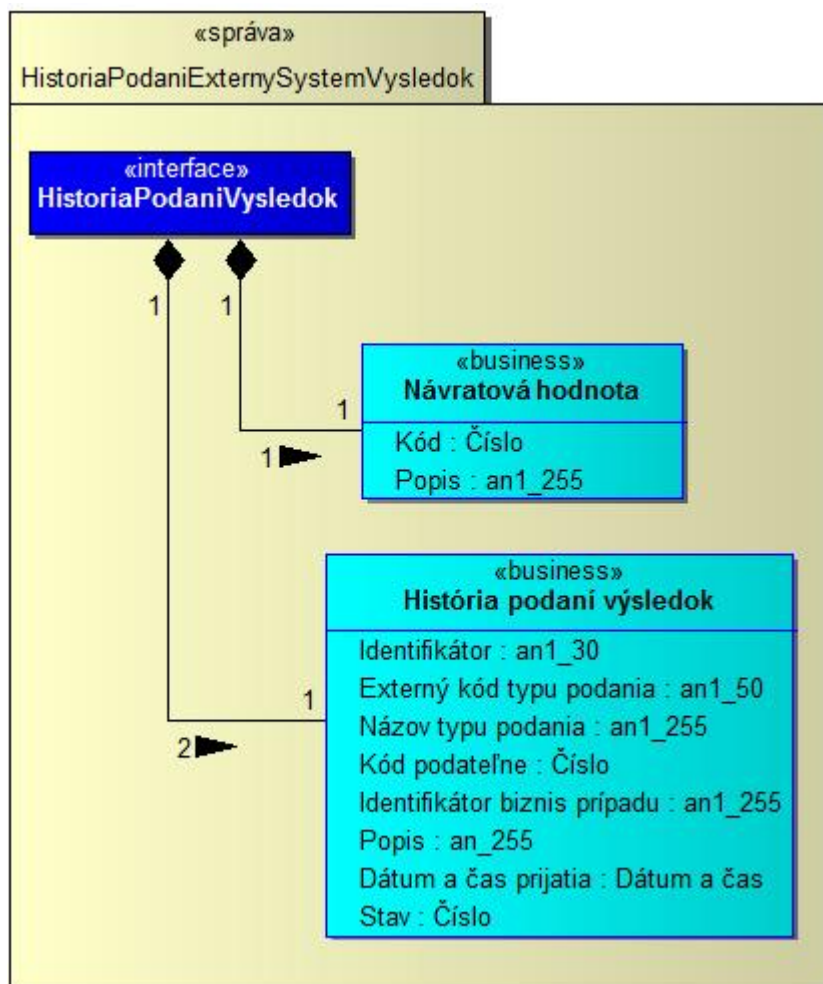 «správa»
HistoriaPodaniExternySystemVysledok
«interface»
HistoriaPodaniVysledok
1
1
«business»
Návratová hodnota
Kód : Číslo
Popis : an1_255
1
1
«business»
História podaní výsledok
Identifikátor : an1_30
Externý kód typu podania : an1_50
Názov typu podania : an1_255
Kód podateľne : Číslo
Identifikátor biznis prípadu : an1_255
Popis : an_255
Dátum a čas prijatia : Dátum a čas
Stav : Číslo
1
2